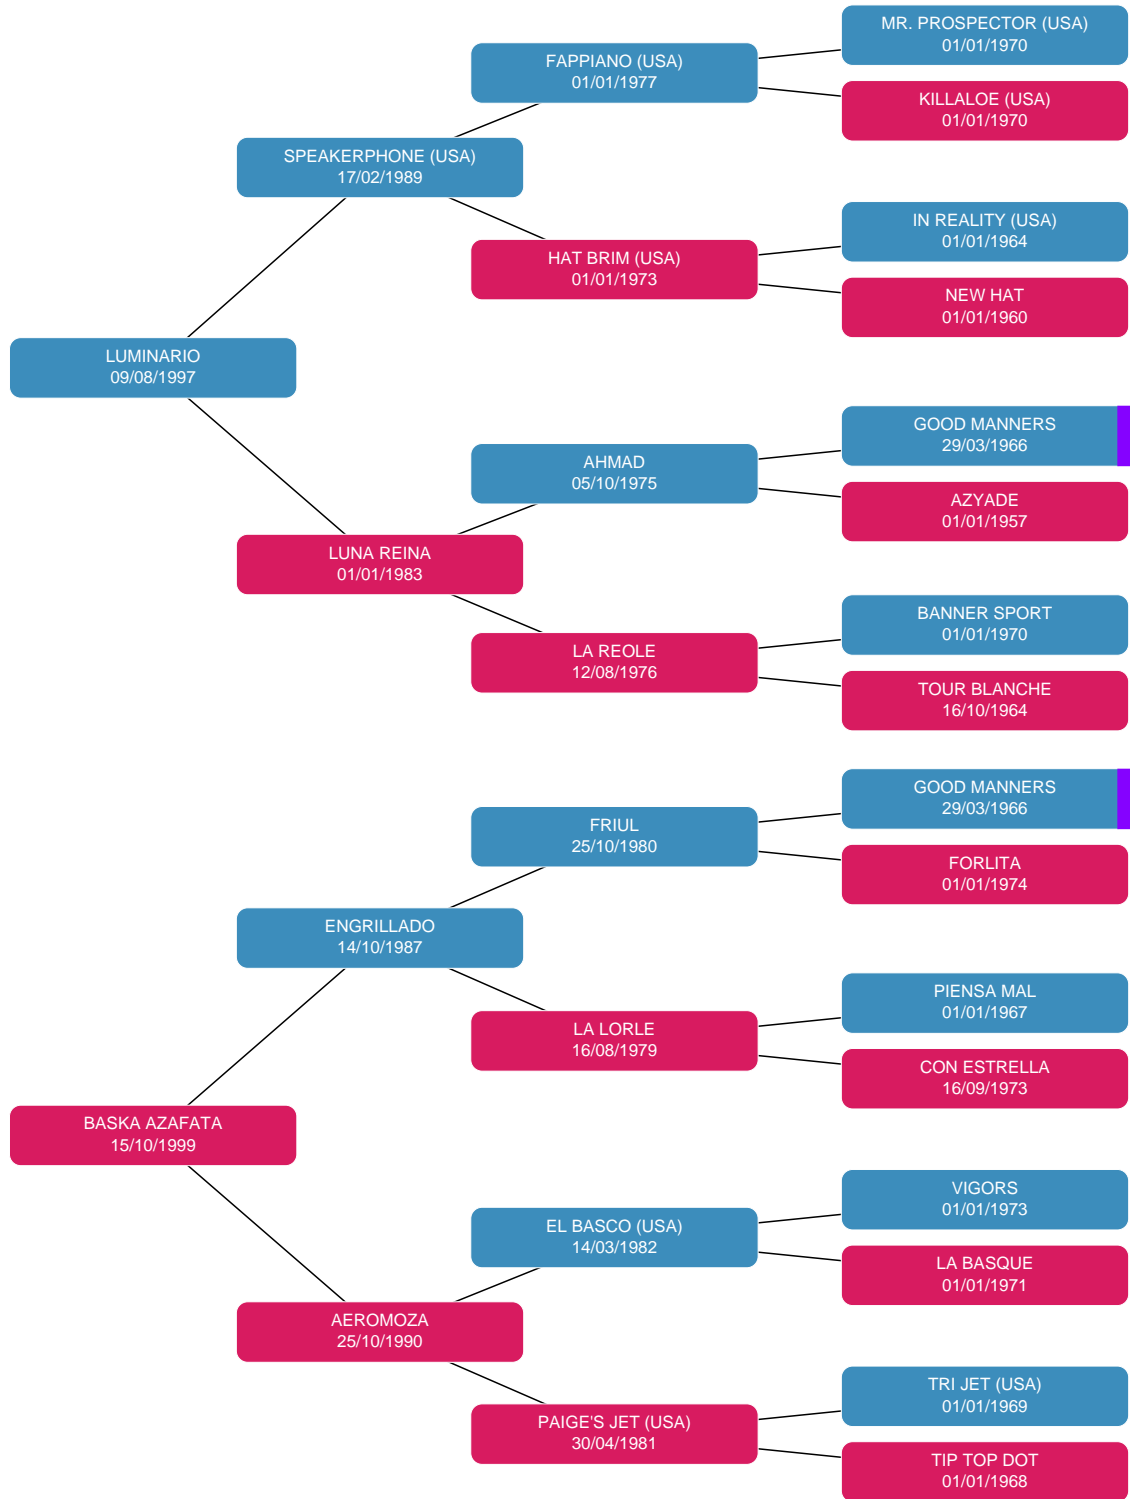 MR. PROSPECTOR (USA)
01/01/1970
FAPPIANO (USA)
01/01/1977
KILLALOE (USA)
01/01/1970
SPEAKERPHONE (USA)
17/02/1989
IN REALITY (USA)
01/01/1964
HAT BRIM (USA)
01/01/1973
NEW HAT
01/01/1960
LUMINARIO
09/08/1997
GOOD MANNERS
29/03/1966
AHMAD
05/10/1975
AZYADE
01/01/1957
LUNA REINA
01/01/1983
BANNER SPORT
01/01/1970
LA REOLE
12/08/1976
TOUR BLANCHE
16/10/1964
GOOD MANNERS
29/03/1966
FRIUL
25/10/1980
FORLITA
01/01/1974
ENGRILLADO
14/10/1987
PIENSA MAL
01/01/1967
LA LORLE
16/08/1979
CON ESTRELLA
16/09/1973
BASKA AZAFATA
15/10/1999
VIGORS
01/01/1973
EL BASCO (USA)
14/03/1982
LA BASQUE
01/01/1971
AEROMOZA
25/10/1990
TRI JET (USA)
01/01/1969
PAIGE'S JET (USA)
30/04/1981
TIP TOP DOT
01/01/1968